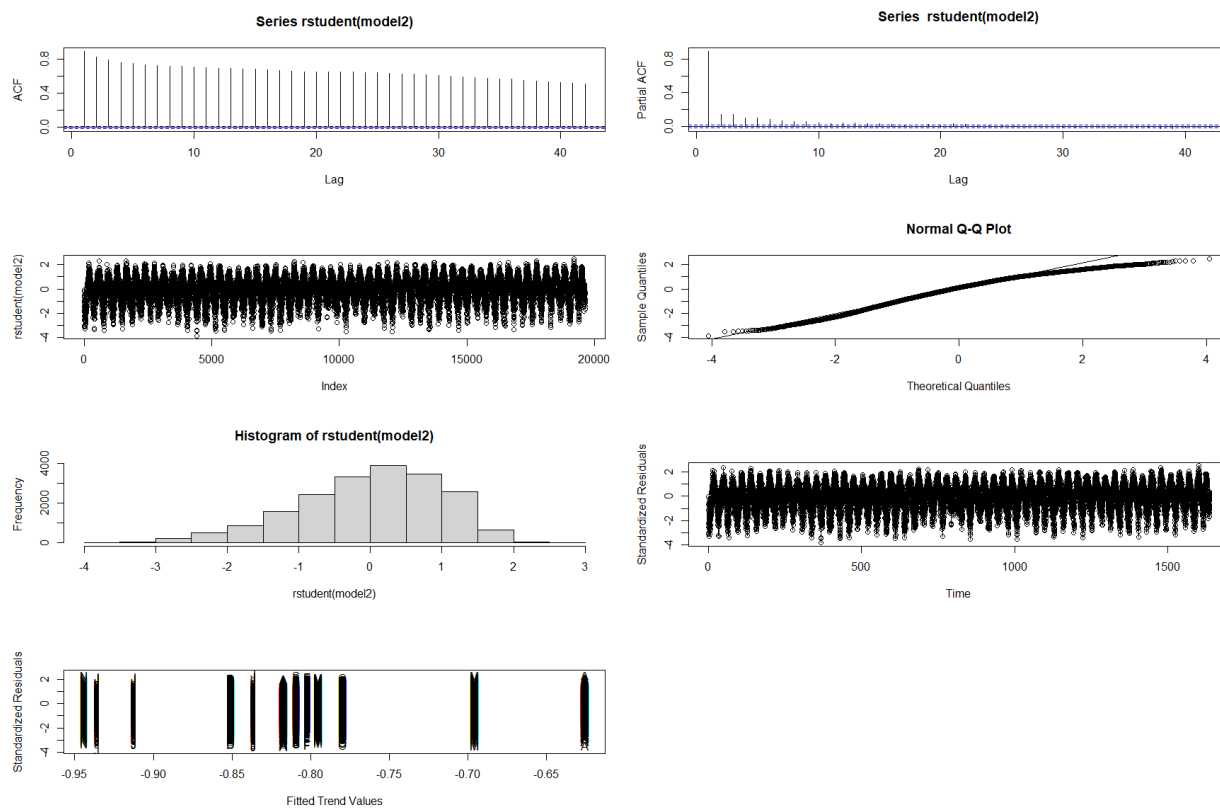 Series rstudent(model2)
ACF
0.0 0.4 0.8
0 10 20 30 40
Lag
Series  rstudent(model2)
Partial ACF
0.0 0.4 0.8
0 10 20 30 40
Lag
rstudent(model2)
-4 -2 0 2
0 5000 10000 15000 20000
Index
Normal Q-Q Plot
Sample Quantiles
-4 -2 0 2
-4 -2 0 2 4
Theoretical Quantiles
Histogram of rstudent(model2)
Frequency
0 2000 4000
-4 -3 -2 -1 0 1 2 3
rstudent(model2)
Standardized Residuals
-4 -2 0 2
0 500 1000 1500
Time
Standardized Residuals
-4 -2 0 2
-0.95 -0.90 -0.85 -0.80 -0.75 -0.70 -0.65
Fitted Trend Values